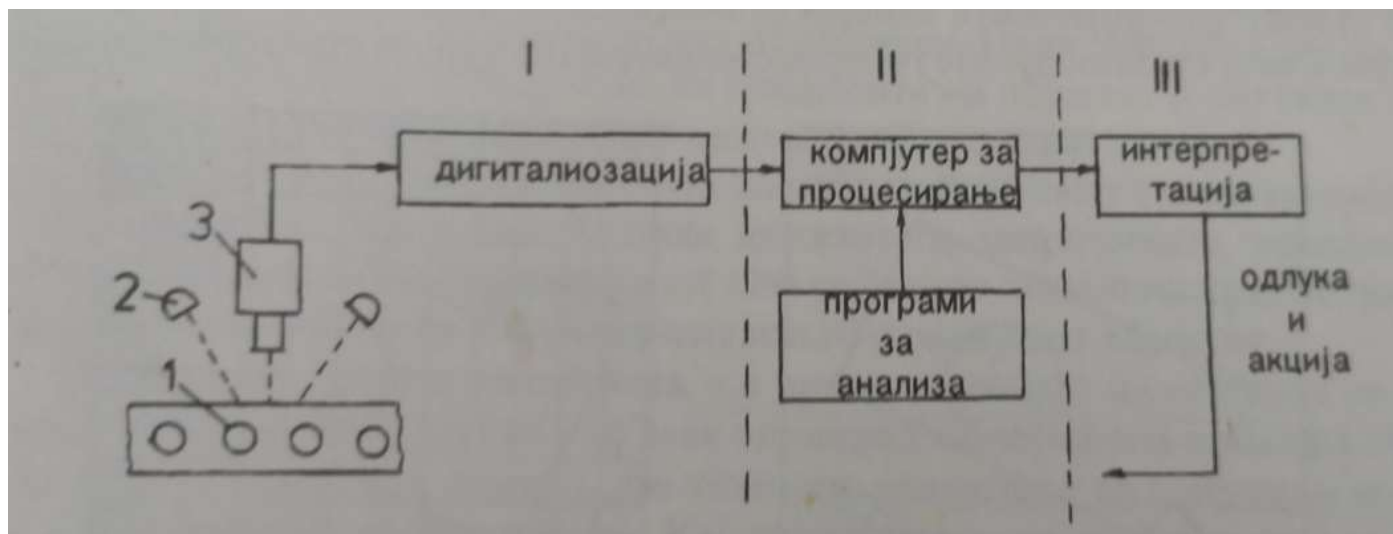 I
II
III
дигиталиозација
компјутер за
процесирање
интерпре-
тација
3
2
1
програми
за
анализа
одлука
и
акција